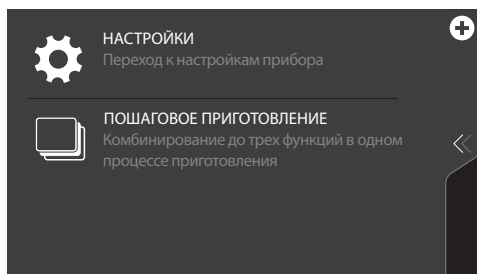 НАСТРОЙКИ
Переход к настройкам прибора
ПОШАГОВОЕ ПРИГОТОВЛЕНИЕ
Комбинирование до трех функций в одном
процессе приготовления